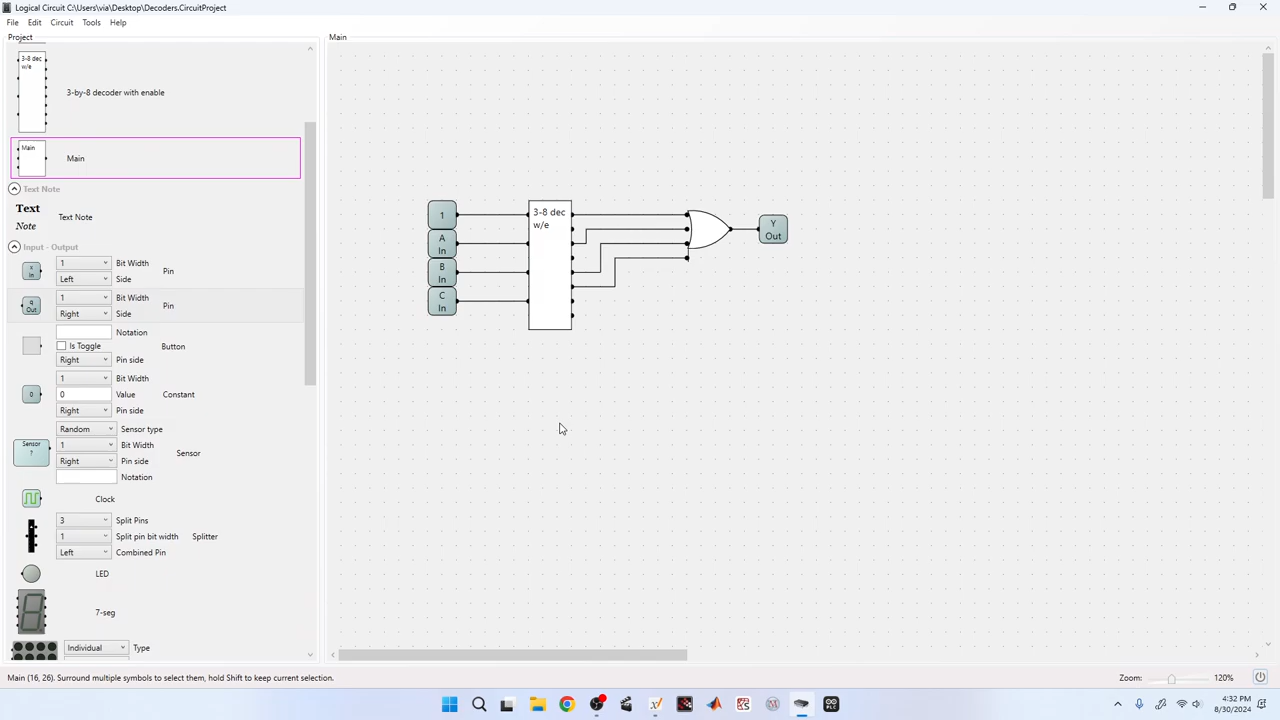 Logical Circuit C:\Users\via\Desktop\Decoders.CircuitProject
File Edit Circuit Tools Help
Project
Main
3-8 dec
w/e
3-by-8 decoder with enable
Main
Main
Text Note
Text
Note
Text Note
Input - Output
x
In
1
Bit Width
Left
Side
Pin
q
Out
1
Bit Width
Right
Side
Pin
Notation
Is Toggle
Button
Right
Pin side
1
Bit Width
0
0
Value
Constant
Right
Pin side
Random
Sensor type
Sensor
?
1
Bit Width
Right
Pin side
Sensor
Notation
Clock
3
Split Pins
1
Split pin bit width
Splitter
Left
Combined Pin
LED
7-seg
Individual
Type
1
A
In
B
In
C
In
3-8 dec
w/e
Y
Out
Main (16, 26). Surround multiple symbols to select them, hold Shift to keep current selection.
Zoom:
120%
PLC
4:32 PM
8/30/2024